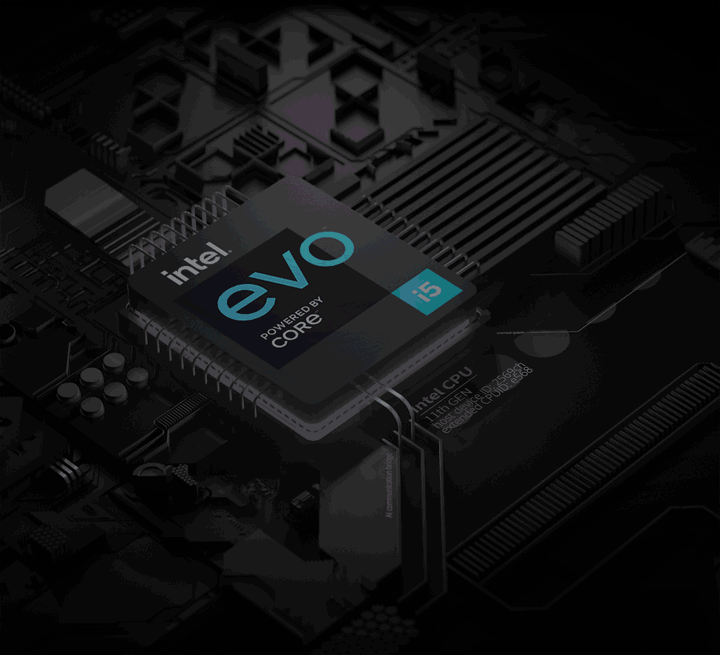 intel.
evo
POWERED BY
CORE
i5
Intel CPU
11th GEN